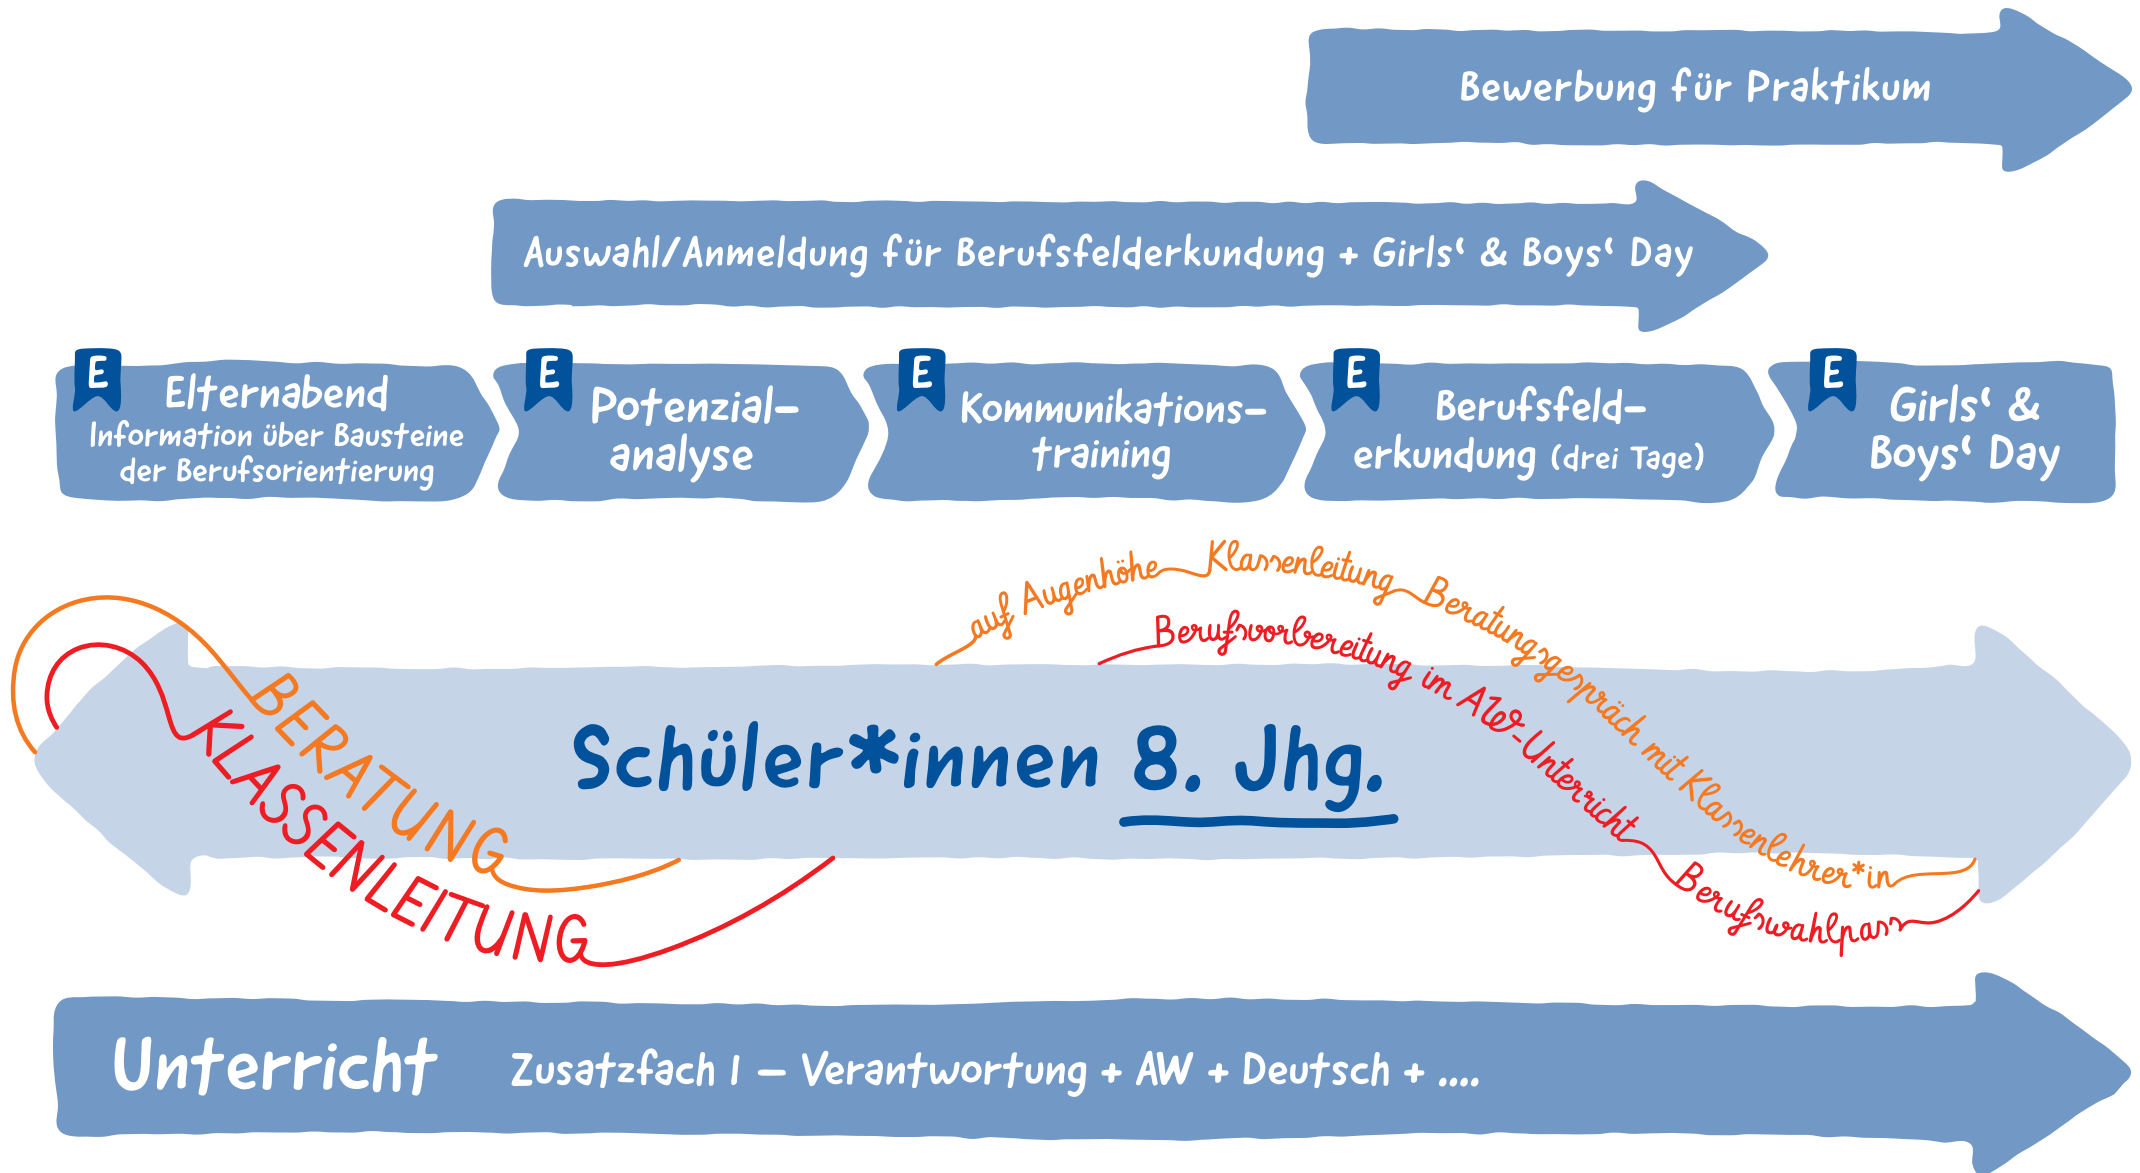 Bewerbung für Praktikum
Auswahl/Anmeldung für Berufsfelderkundung + Girls‘ & Boys‘ Day
E
Elternabend
Information über Bausteine
der Berufsorientierung
E
Potenzial-
analyse
E
Kommunikations-
training
E
Berufsfeld-
erkundung (drei Tage)
E
Girls‘ &
Boys‘ Day
auf Augenhöhe Klassenleitung Beratungsgespräch mit Klassenlehrer*in
Berufsvorbereitung im AW-Unterricht Berufswahlpass
BERATUNG
KLASSENLEITUNG
Schüler*innen 8. Jhg.
Unterricht Zusatzfach I – Verantwortung + AW + Deutsch + ....